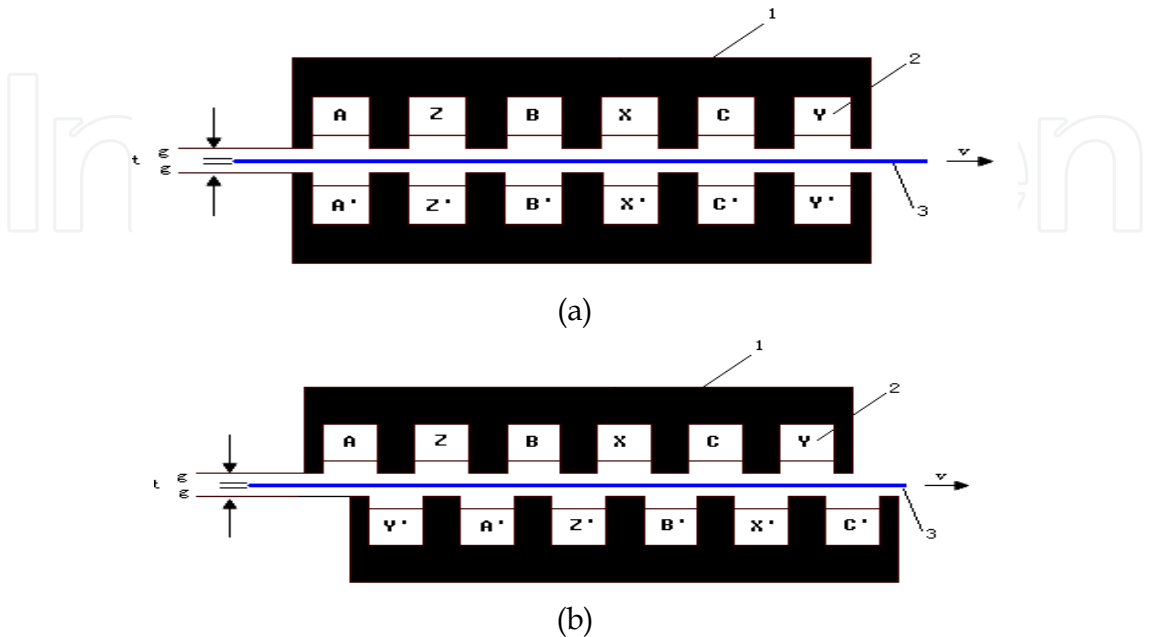 1
2
A Z B X C Y
g
t
g
v
A' Z' B' X' C' Y'
3
(a)
1
2
A Z B X C Y
g
t
g
v
Y' A' Z' B' X' C'
3
(b)